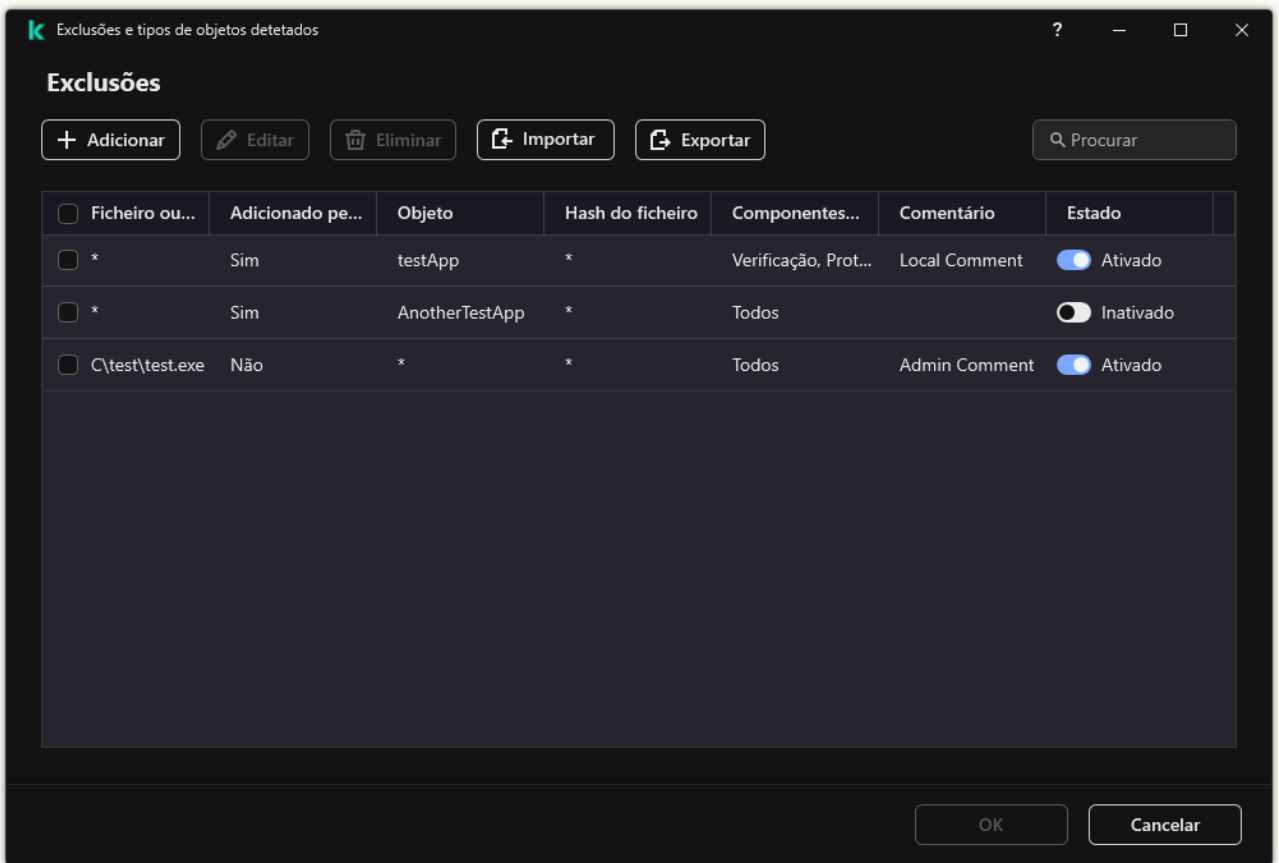 Exclusões e tipos de objetos detetados
?
Exclusões
Adicionar Editar Eliminar Importar Exportar Procurar
Ficheiro ou... Adicionado pe... Objeto Hash do ficheiro Componentes... Comentário Estado
* Sim testApp * Verificação, Prot... Local Comment Ativado
* Sim AnotherTestApp * Todos Inativado
C\test\test.exe Não * * Todos Admin Comment Ativado
OK Cancelar